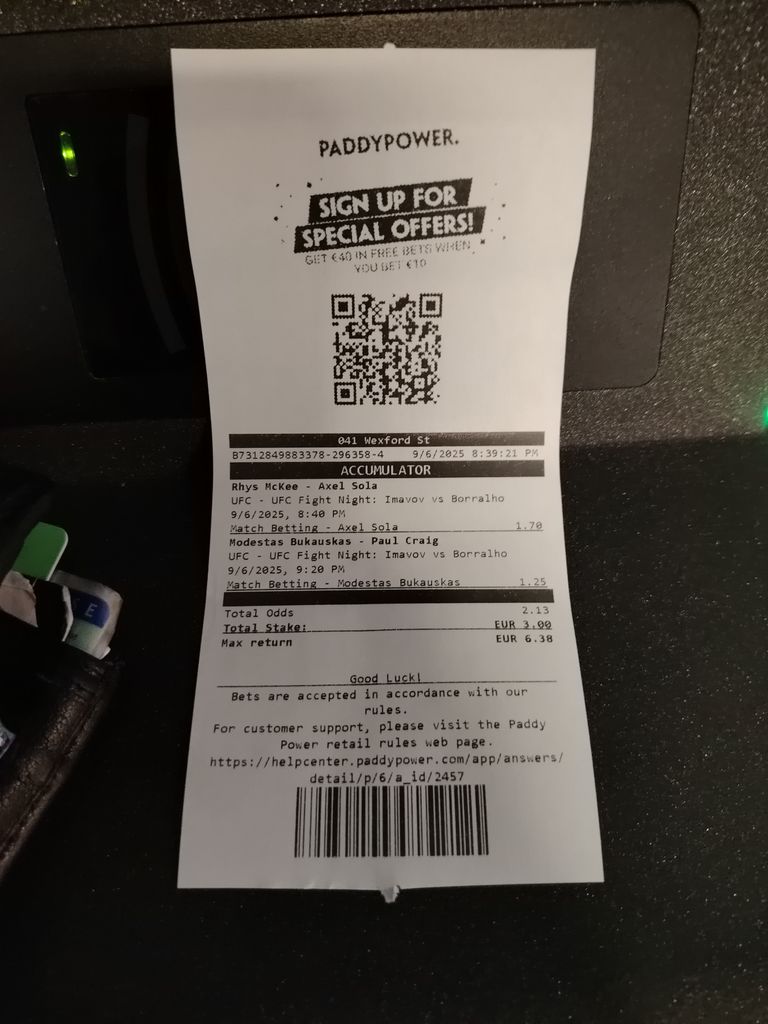 PADDYPOWER.
SIGN UP FOR
SPECIAL OFFERS!
GET €40 IN FREE BETS WHEN
YOU BET €10
041 Wexford St
B7312849883378-296358-4 9/6/2025 8:39:21 PM
ACCUMULATOR
Rhys McKee - Axel Sola
UFC - UFC Fight Night: Imavov vs Borralho
9/6/2025, 8:40 PM
Match Betting - Axel Sola 1.70
Modestas Bukauskas - Paul Craig
UFC - UFC Fight Night: Imavov vs Borralho
9/6/2025, 9:20 PM
Match Betting - Modestas Bukauskas 1.25
Total Odds 2.13
Total Stake: EUR 3.00
Max return EUR 6.38
Good Luck!
Bets are accepted in accordance with our
rules.
For customer support, please visit the Paddy
Power retail rules web page.
https://helpcenter.paddypower.com/app/answers/
detail/p/6/a_id/2457